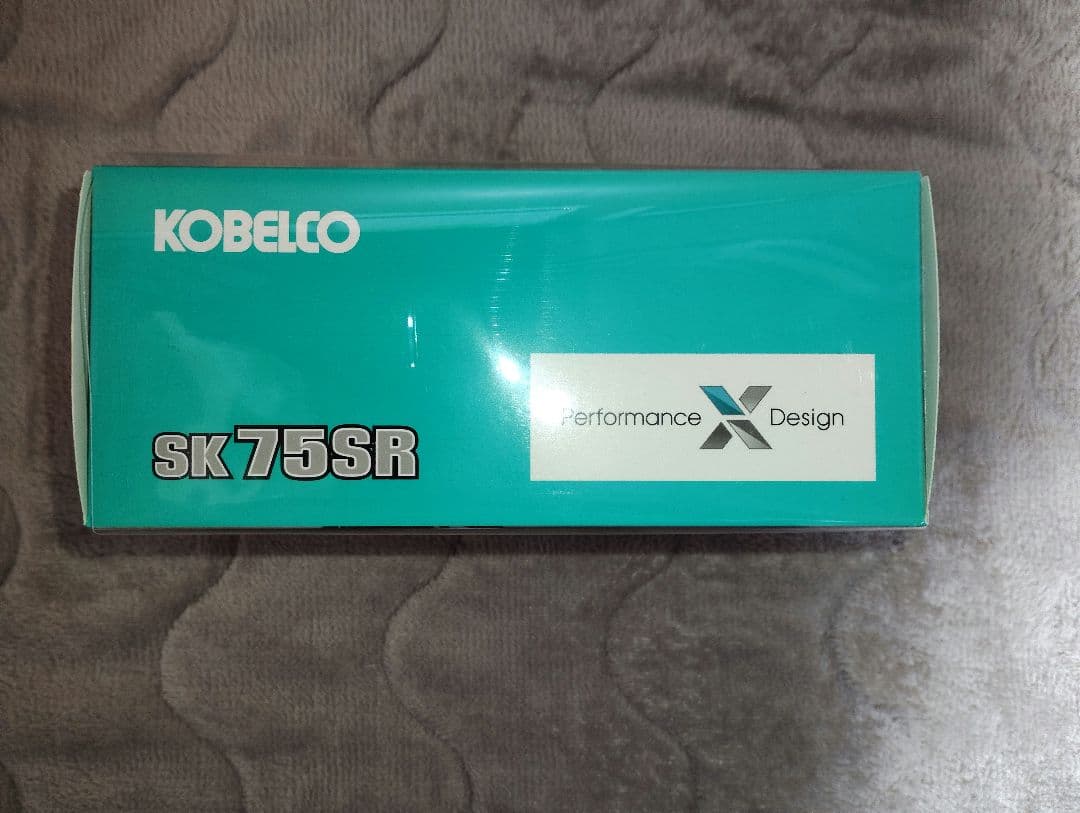 KOBELCO
Performance X Design
SK75SR